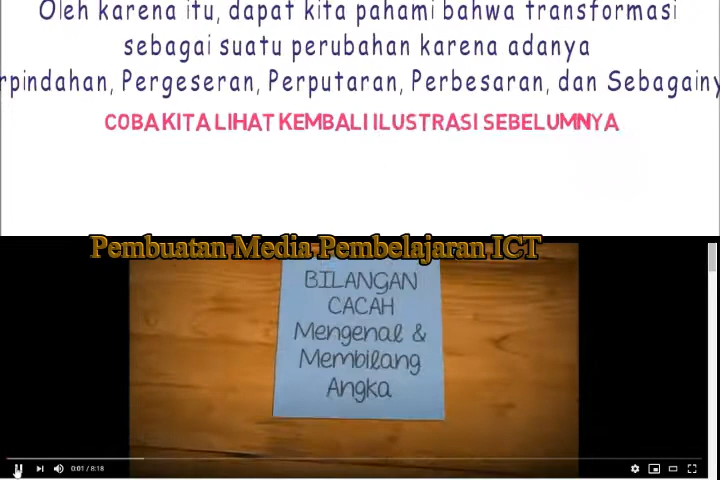 Oleh karena itu, dapat kita pahami bahwa transformasi
sebagai suatu perubahan karena adanya
rpindahan, Pergeseran, Perputaran, Perbesaran, dan Sebagainy
COBA KITA LIHAT KEMBALI ILUSTRASI SEBELUMNYA
Pembuatan Media Pembelajaran ICT
BILANGAN
CACAH
Mengenal &
Membilang
Angka
0:01 / 8:18